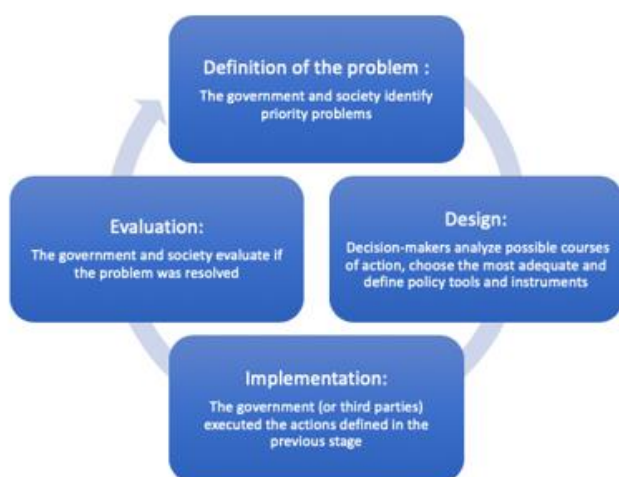 Definition of the problem :
The government and society identify
priority problems
Evaluation:
The government and society evaluate if
the problem was resolved
Design:
Decision-makers analyze possible courses
of action, choose the most adequate and
define policy tools and instruments
Implementation:
The government (or third parties)
executed the actions defined in the
previous stage